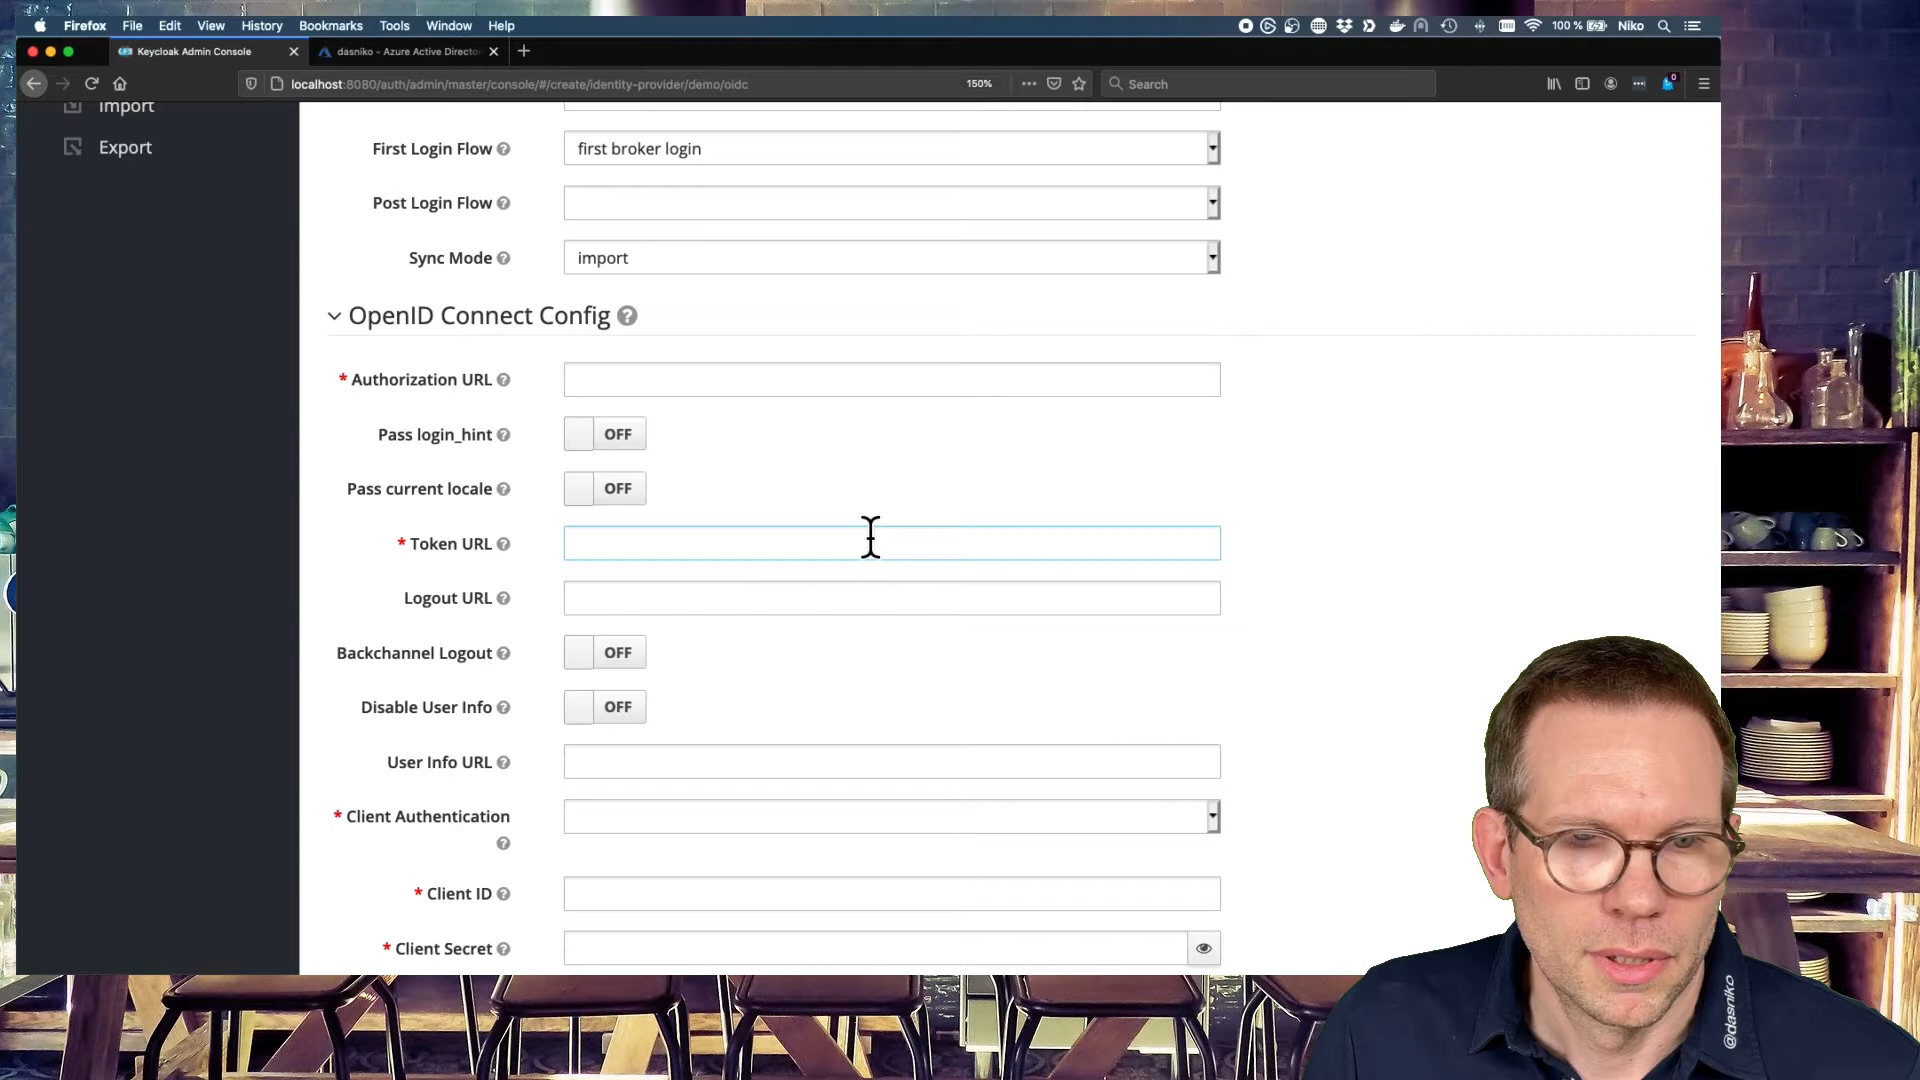 Firefox File Edit View History Bookmarks Tools Window Help 100 % Niko
Keycloak Admin Console dasniko - Azure Active Directo
localhost:8080/auth/admin/master/console/#/create/identity-provider/demo/oidc 150% Search 0
Import
Export
First Login Flow first broker login
Post Login Flow
Sync Mode import
OpenID Connect Config
* Authorization URL
Pass login_hint OFF
Pass current locale OFF
* Token URL
Logout URL
Backchannel Logout OFF
Disable User Info OFF
User Info URL
* Client Authentication
* Client ID
* Client Secret
@dasniko